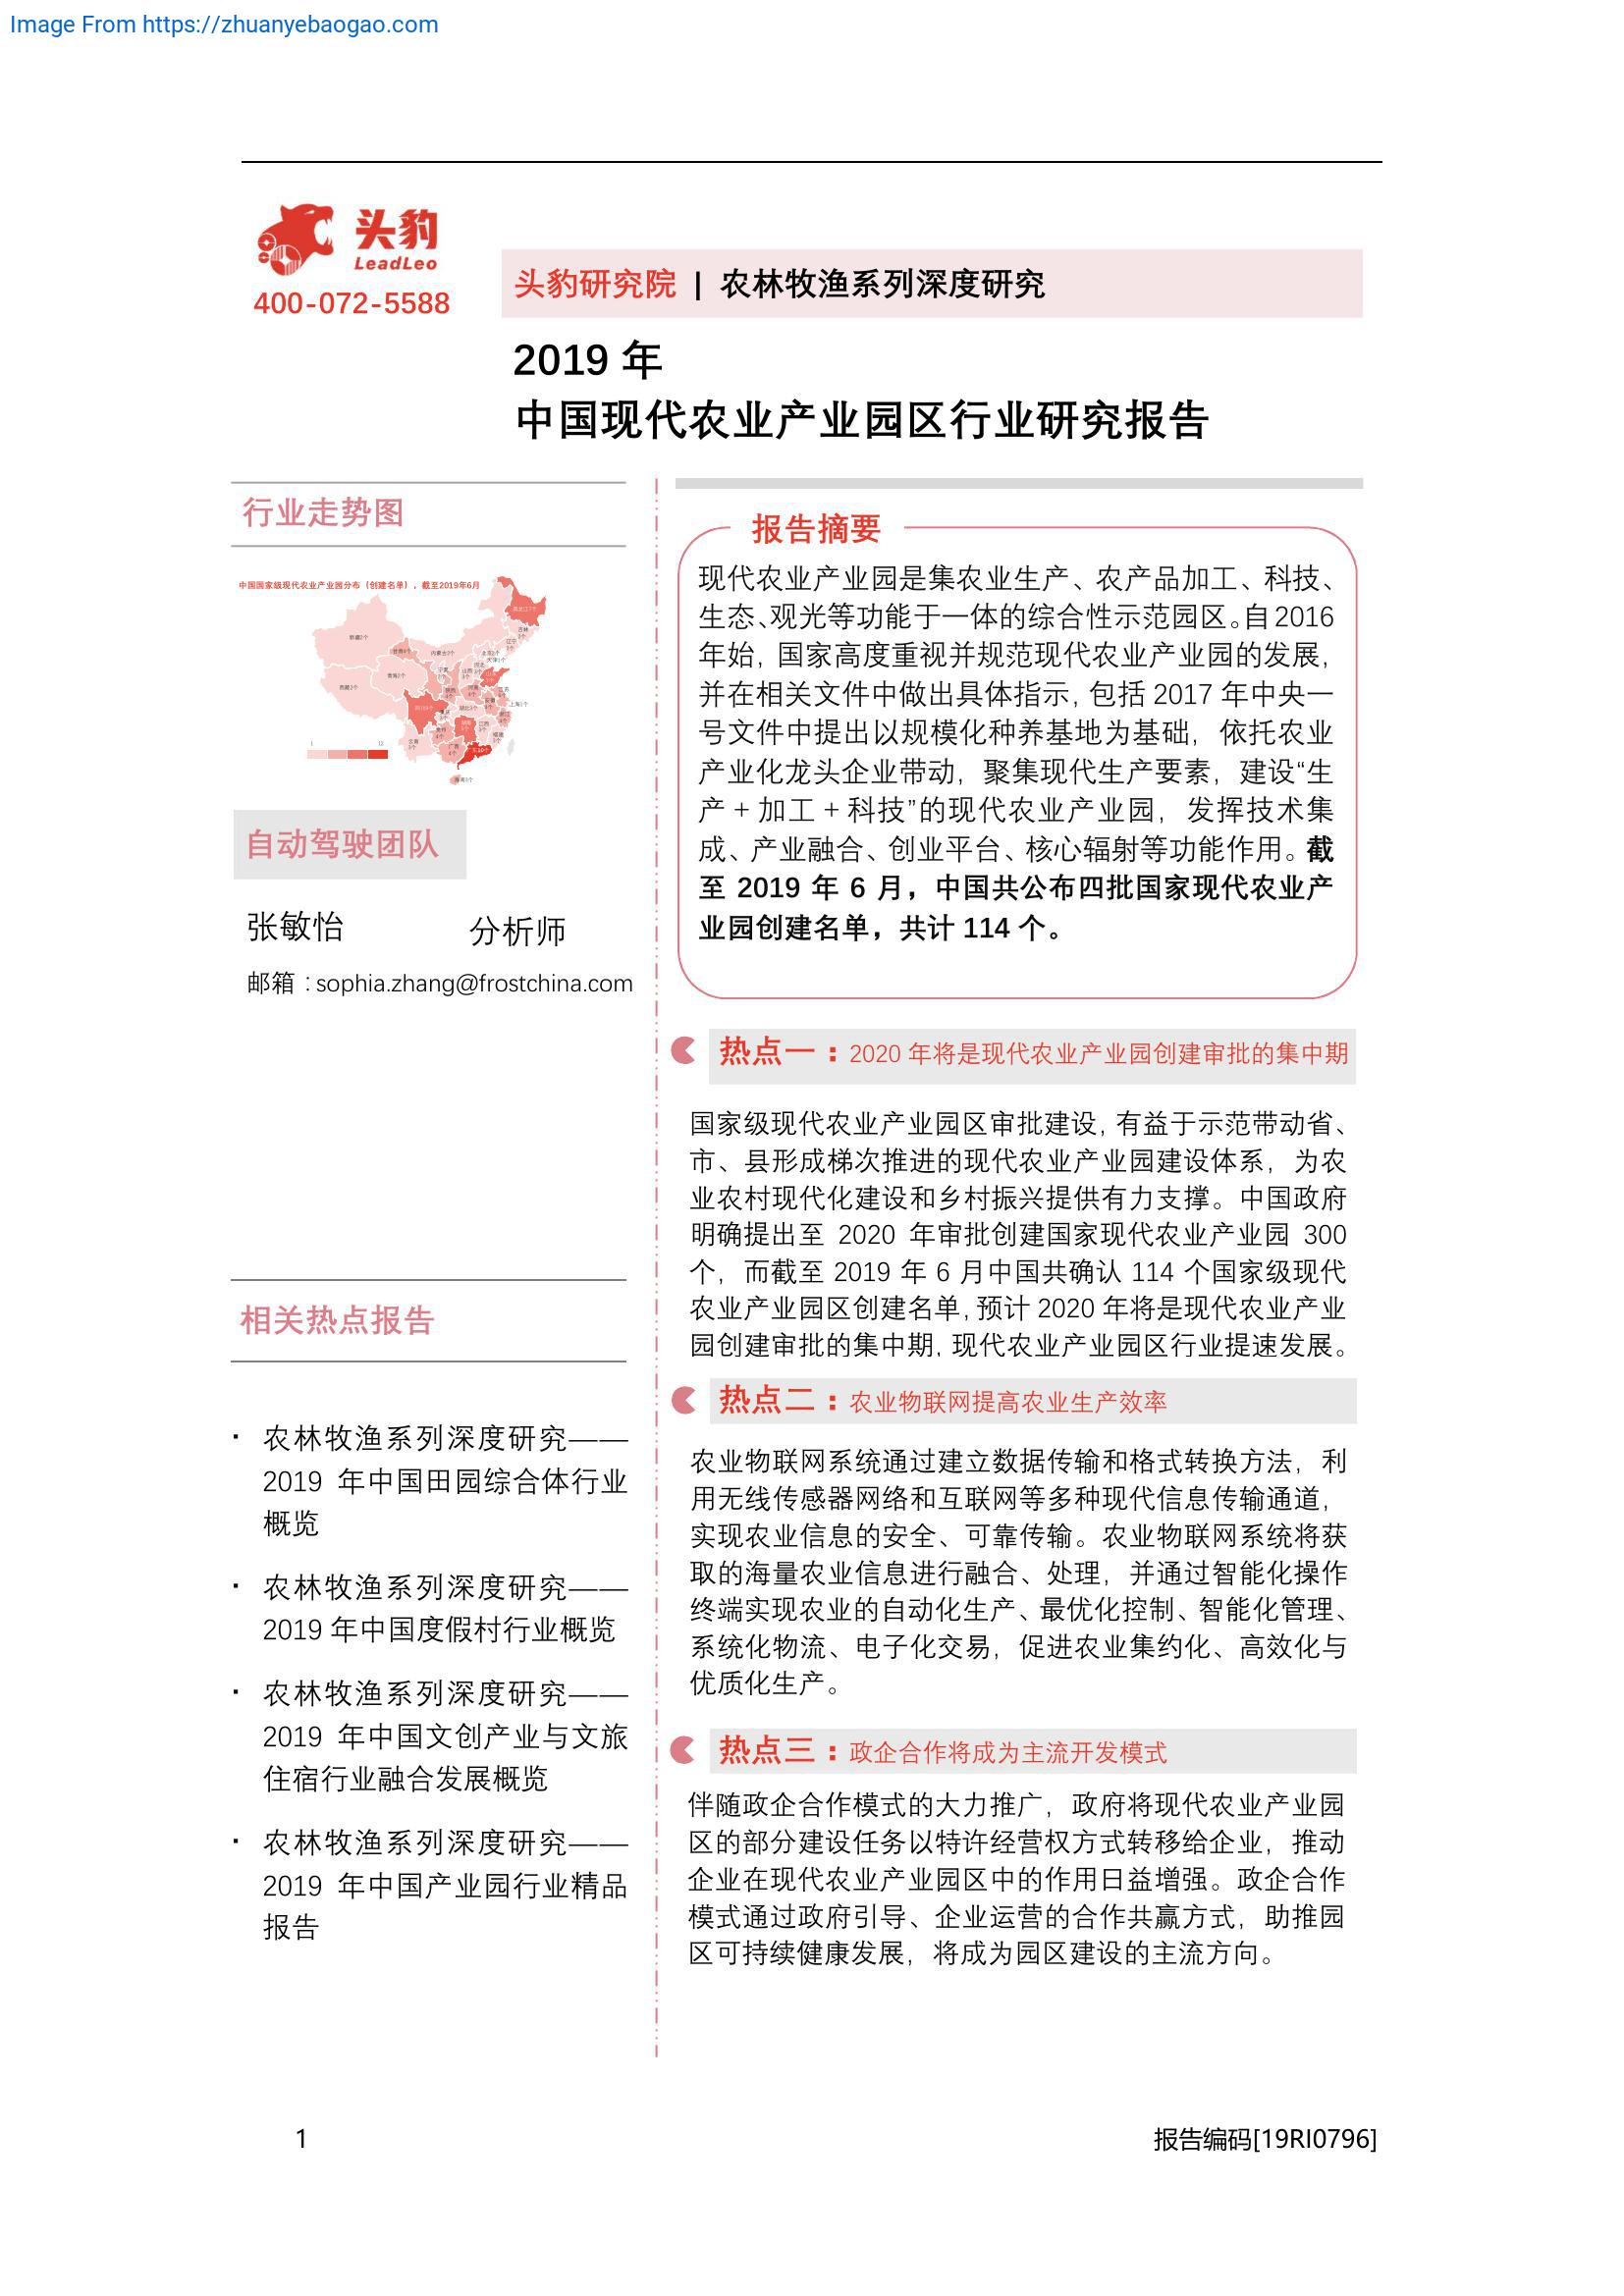 Image From https://zhuanyebaogao.com
头豹
LeadLeo
400-072-5588
头豹研究院 | 农林牧渔系列深度研究
2019 年
中国现代农业产业园区行业研究报告
行业走势图
中国国家级现代农业产业园分布（创建名单），截至2019年6月
新疆2个
西藏2个
青海2个
内蒙古3个
自动驾驶团队
张敏怡 分析师
邮箱：sophia.zhang@frostchina.com
相关热点报告
· 农林牧渔系列深度研究——
2019 年中国田园综合体行业
概览
· 农林牧渔系列深度研究——
2019 年中国度假村行业概览
· 农林牧渔系列深度研究——
2019 年中国文创产业与文旅
住宿行业融合发展概览
· 农林牧渔系列深度研究——
2019 年中国产业园行业精品
报告
报告摘要
现代农业产业园是集农业生产、农产品加工、科技、
生态、观光等功能于一体的综合性示范园区。自2016
年始，国家高度重视并规范现代农业产业园的发展，
并在相关文件中做出具体指示，包括 2017 年中央一
号文件中提出以规模化种养基地为基础，依托农业
产业化龙头企业带动，聚集现代生产要素，建设“生
产＋加工＋科技”的现代农业产业园，发挥技术集
成、产业融合、创业平台、核心辐射等功能作用。截
至 2019 年 6 月，中国共公布四批国家现代农业产
业园创建名单，共计 114 个。
热点一：2020 年将是现代农业产业园创建审批的集中期
国家级现代农业产业园区审批建设，有益于示范带动省、
市、县形成梯次推进的现代农业产业园建设体系，为农
业农村现代化建设和乡村振兴提供有力支撑。中国政府
明确提出至 2020 年审批创建国家现代农业产业园 300
个，而截至 2019 年 6 月中国共确认 114 个国家级现代
农业产业园区创建名单，预计 2020 年将是现代农业产业
园创建审批的集中期，现代农业产业园区行业提速发展。
热点二：农业物联网提高农业生产效率
农业物联网系统通过建立数据传输和格式转换方法，利
用无线传感器网络和互联网等多种现代信息传输通道，
实现农业信息的安全、可靠传输。农业物联网系统将获
取的海量农业信息进行融合、处理，并通过智能化操作
终端实现农业的自动化生产、最优化控制、智能化管理、
系统化物流、电子化交易，促进农业集约化、高效化与
优质化生产。
热点三：政企合作将成为主流开发模式
伴随政企合作模式的大力推广，政府将现代农业产业园
区的部分建设任务以特许经营权方式转移给企业，推动
企业在现代农业产业园区中的作用日益增强。政企合作
模式通过政府引导、企业运营的合作共赢方式，助推园
区可持续健康发展，将成为园区建设的主流方向。
1
报告编码[19RI0796]